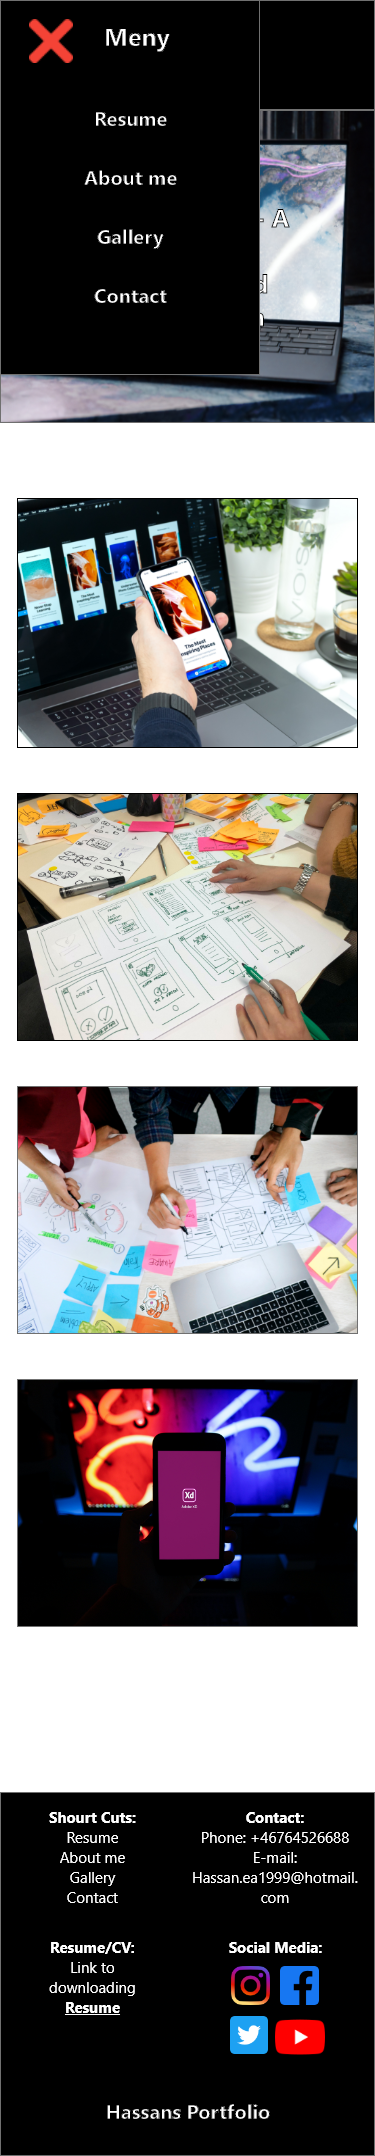 Meny
Resume
About me
Gallery
Contact
- A
d
n
VOSS
The Most
Inspiring Places
Xd
Adobe XD
Shourt Cuts:
Resume
About me
Gallery
Contact
Contact:
Phone: +46764526688
E-mail:
Hassan.ea1999@hotmail.
com
Resume/CV:
Link to
downloading
Resume
Social Media:
Hassans Portfolio